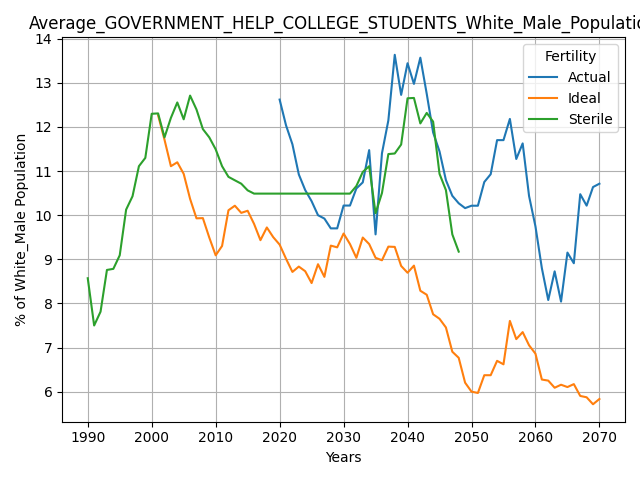 Average_GOVERNMENT_HELP_COLLEGE_STUDENTS_White_Male_Populatio
Fertility
Actual
Ideal
Sterile
% of White_Male Population
14
13
12
11
10
9
8
7
6
1990 2000 2010 2020 2030 2040 2050 2060 2070
Years